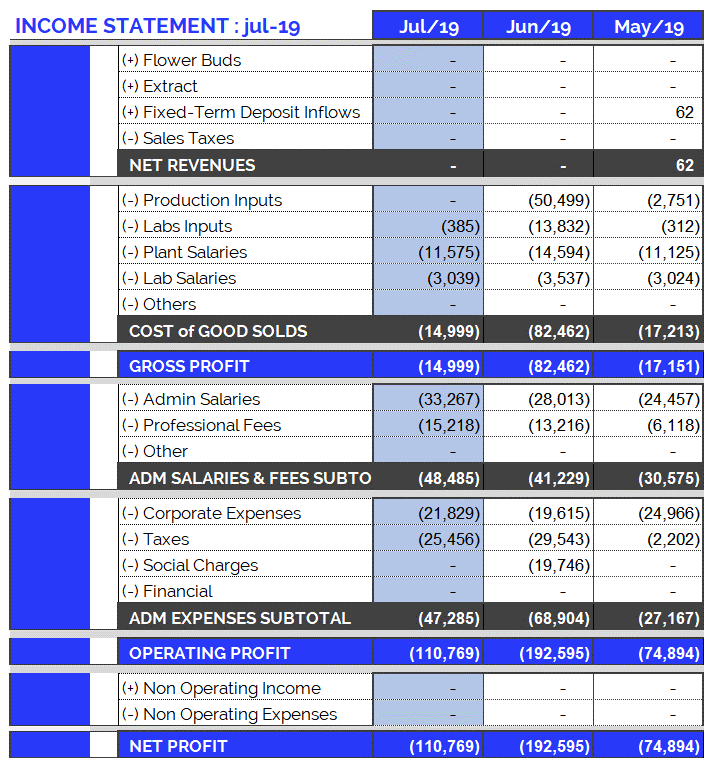 INCOME STATEMENT : jul-19 Jul/19 Jun/19 May/19
(+) Flower Buds - - -
(+) Extract - - -
(+) Fixed-Term Deposit Inflows - - 62
(-) Sales Taxes - - -
NET REVENUES - - 62
(-) Production Inputs - (50,499) (2,751)
(-) Labs Inputs (385) (13,832) (312)
(-) Plant Salaries (11,575) (14,594) (11,125)
(-) Lab Salaries (3,039) (3,537) (3,024)
(-) Others - - -
COST of GOOD SOLDS (14,999) (82,462) (17,213)
GROSS PROFIT (14,999) (82,462) (17,151)
(-) Admin Salaries (33,267) (28,013) (24,457)
(-) Professional Fees (15,218) (13,216) (6,118)
(-) Other - - -
ADM SALARIES & FEES SUBTO (48,485) (41,229) (30,575)
(-) Corporate Expenses (21,829) (19,615) (24,966)
(-) Taxes (25,456) (29,543) (2,202)
(-) Social Charges - (19,746) -
(-) Financial - - -
ADM EXPENSES SUBTOTAL (47,285) (68,904) (27,167)
OPERATING PROFIT (110,769) (192,595) (74,894)
(+) Non Operating Income - - -
(-) Non Operating Expenses - - -
NET PROFIT (110,769) (192,595) (74,894)